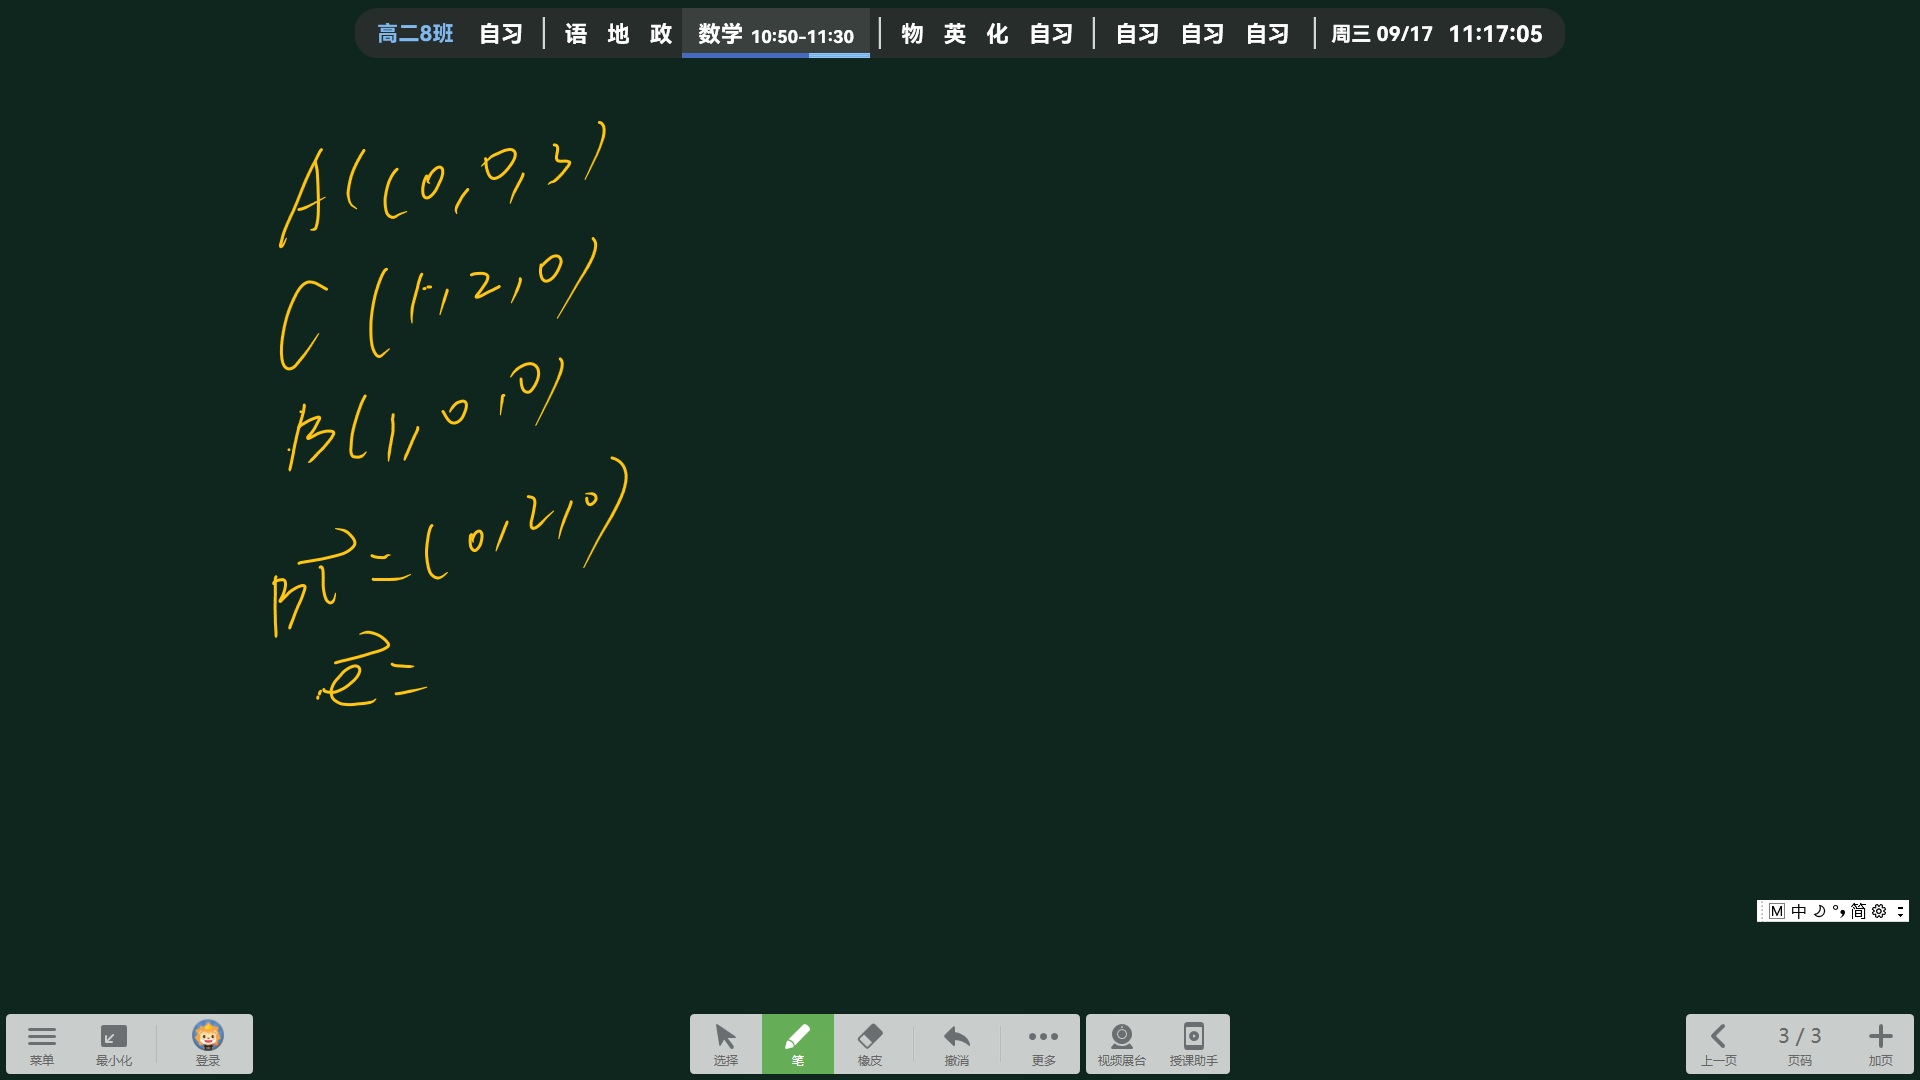 高二8班 自习 | 语 地 政 数学 10:50-11:30 | 物 英 化 自习 | 自习 自习 自习 | 周三 09/17 11:17:05
A((0,0,3)
C(1,2,0)
B(1,0,0)
BC=(0,2,0)
e=
M 中 简
菜单 最小化 登录 选择 笔 橡皮 撤消 更多 视频展台 授课助手 上一页 3 / 3 页码 加页